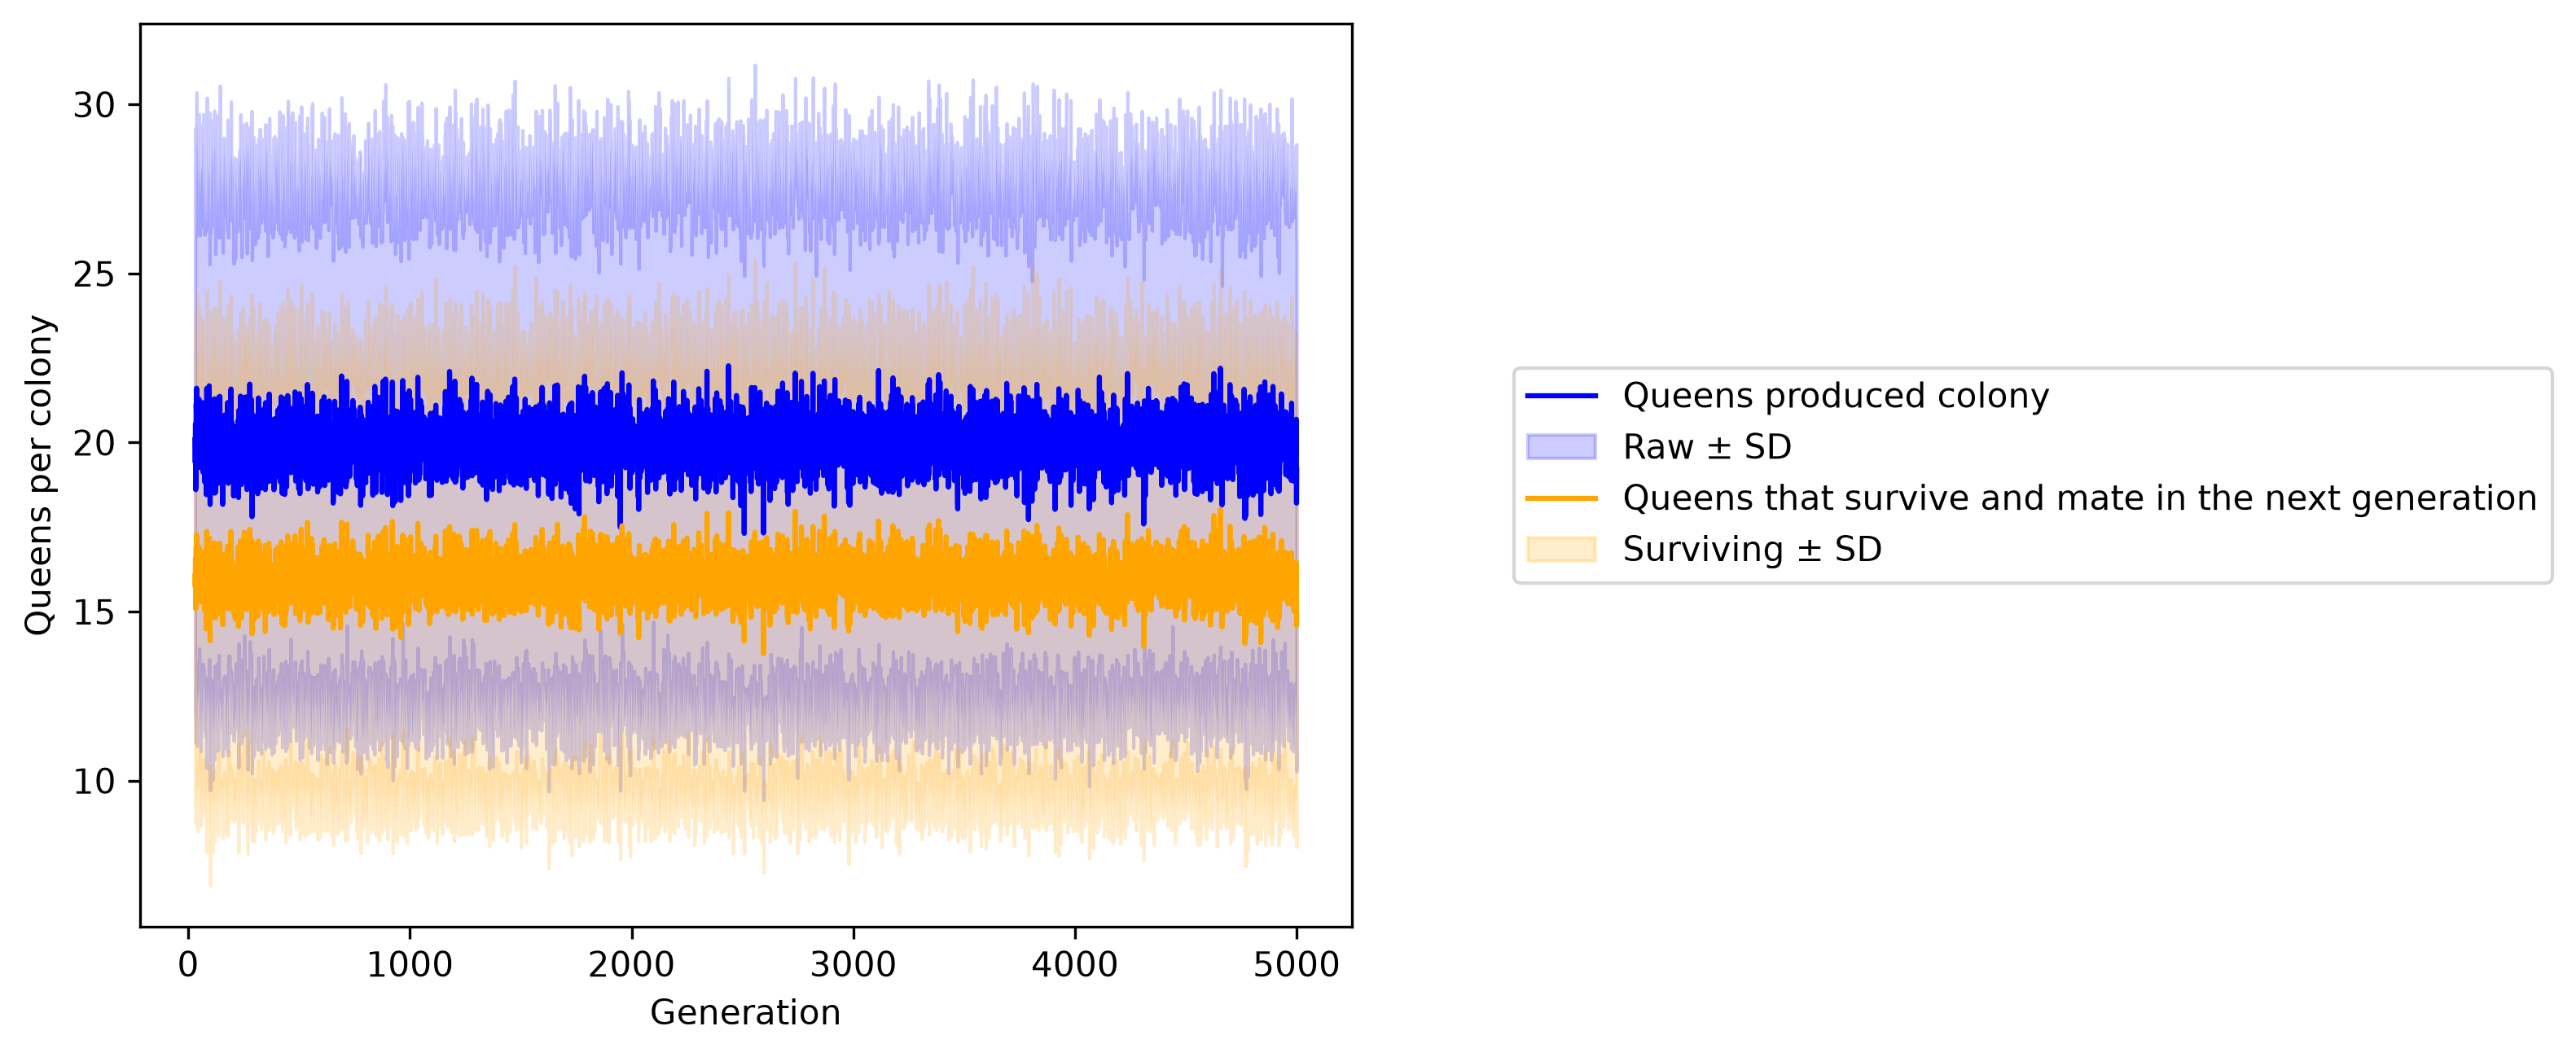 30
25
20
15
10
Queens per colony
0 1000 2000 3000 4000 5000
Generation
Queens produced colony
Raw ± SD
Queens that survive and mate in the next generation
Surviving ± SD